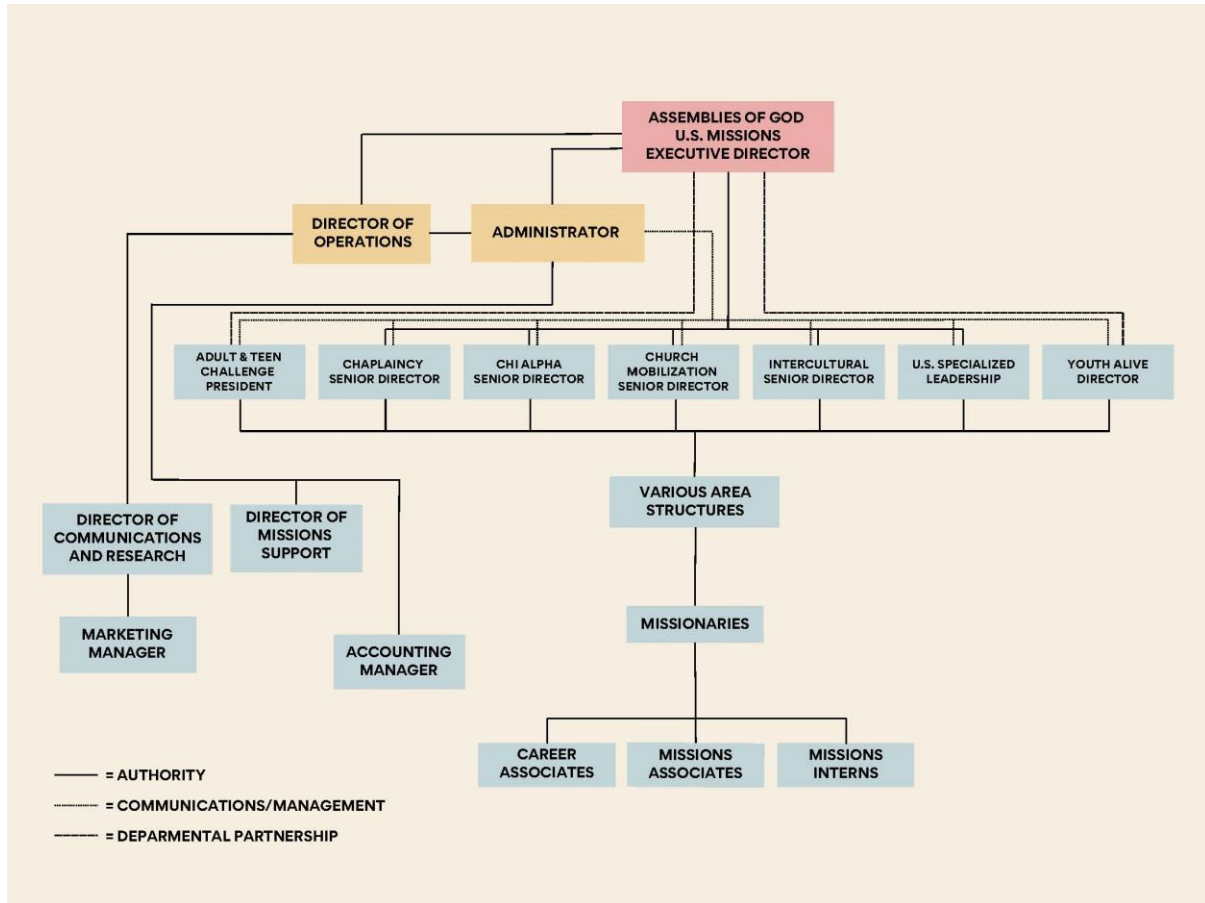 ASSEMBLIES OF GOD
U.S. MISSIONS
EXECUTIVE DIRECTOR
DIRECTOR OF
OPERATIONS
ADMINISTRATOR
ADULT & TEEN
CHALLENGE
PRESIDENT
CHAPLAINCY
SENIOR DIRECTOR
CHI ALPHA
SENIOR DIRECTOR
CHURCH
MOBILIZATION
SENIOR DIRECTOR
INTERCULTURAL
SENIOR DIRECTOR
U.S. SPECIALIZED
LEADERSHIP
YOUTH ALIVE
DIRECTOR
VARIOUS AREA
STRUCTURES
DIRECTOR OF
COMMUNICATIONS
AND RESEARCH
DIRECTOR OF
MISSIONS
SUPPORT
MARKETING
MANAGER
ACCOUNTING
MANAGER
MISSIONARIES
CAREER
ASSOCIATES
MISSIONS
ASSOCIATES
MISSIONS
INTERNS
= AUTHORITY
= COMMUNICATIONS/MANAGEMENT
= DEPARMENTAL PARTNERSHIP